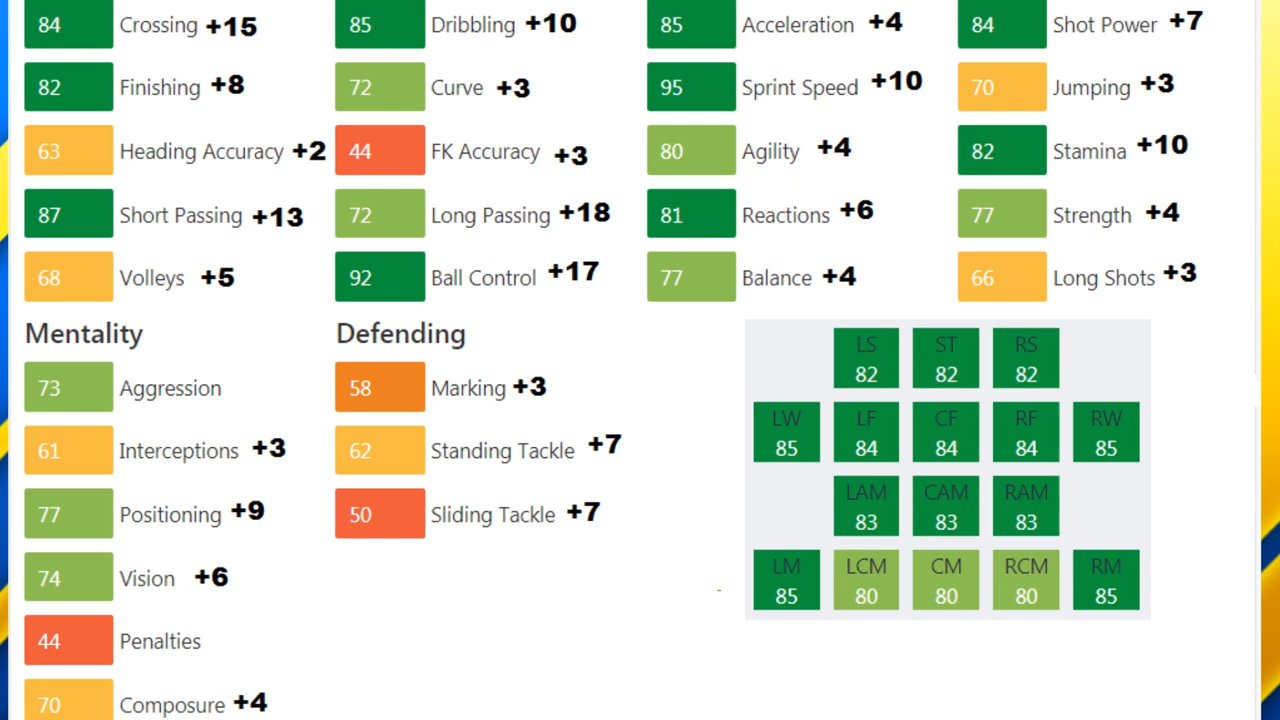 84 Crossing +15 85 Dribbling +10 85 Acceleration +4 84 Shot Power +7
82 Finishing +8 72 Curve +3 95 Sprint Speed +10 70 Jumping +3
63 Heading Accuracy +2 44 FK Accuracy +3 80 Agility +4 82 Stamina +10
87 Short Passing +13 72 Long Passing +18 81 Reactions +6 77 Strength +4
68 Volleys +5 92 Ball Control +17 77 Balance +4 66 Long Shots +3
Mentality Defending
73 Aggression 58 Marking +3
61 Interceptions +3 62 Standing Tackle +7
77 Positioning +9 50 Sliding Tackle +7
74 Vision +6
44 Penalties
70 Composure +4
LS ST RS
82 82 82
LW LF CF RF RW
85 84 84 84 85
LAM CAM RAM
83 83 83
LM LCM CM RCM RM
85 80 80 80 85